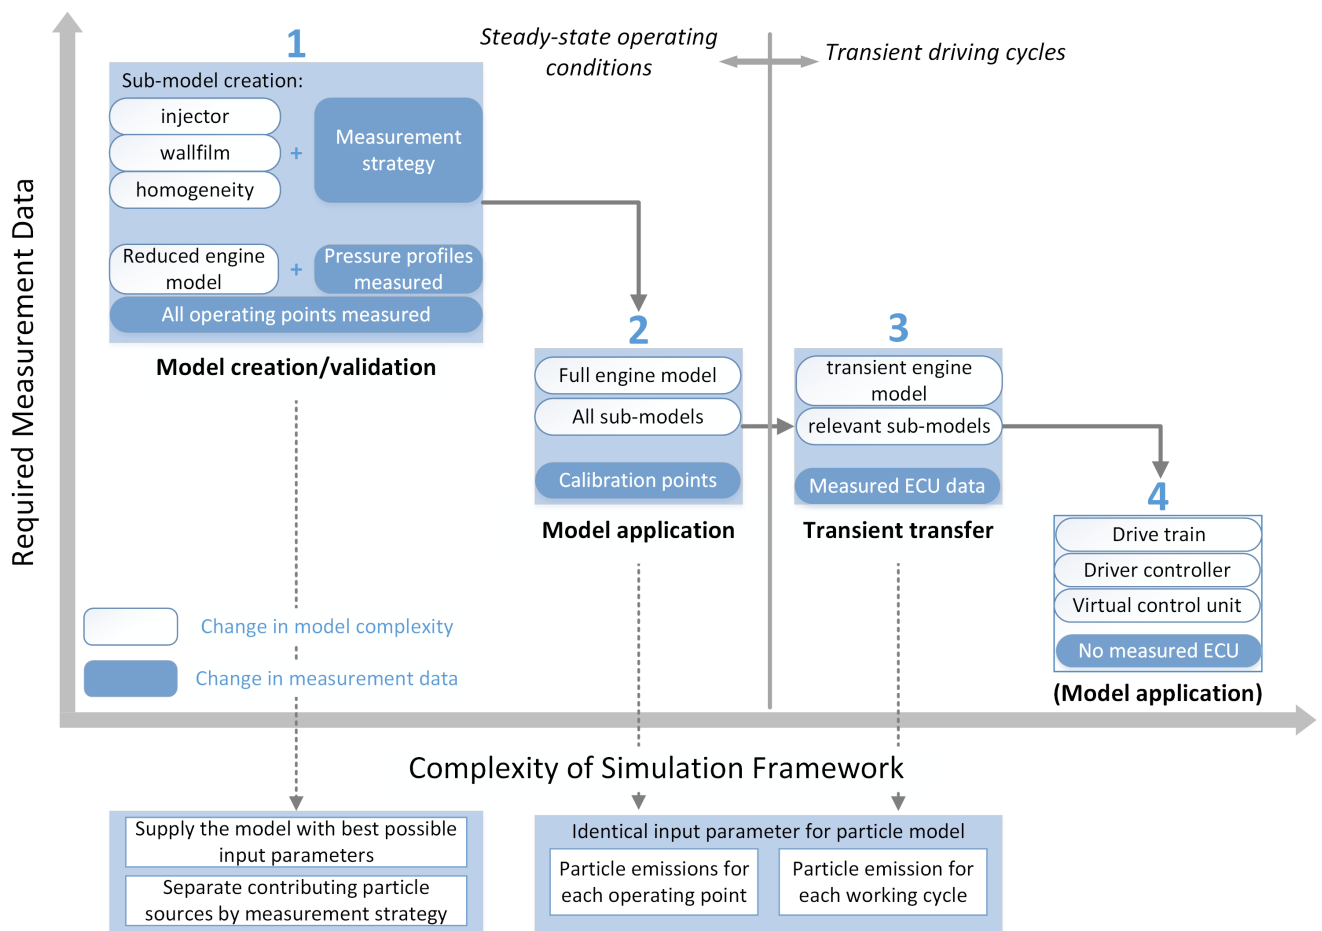 Required Measurement Data
1
Sub-model creation:
injector
wallfilm
homogeneity
+
Measurement
strategy
Reduced engine
model
+
Pressure profiles
measured
All operating points measured
Model creation/validation
Steady-state operating
conditions
Transient driving cycles
2
Full engine model
All sub-models
Calibration points
Model application
3
transient engine
model
relevant sub-models
Measured ECU data
Transient transfer
4
Drive train
Driver controller
Virtual control unit
No measured ECU
(Model application)
Change in model complexity
Change in measurement data
Complexity of Simulation Framework
Supply the model with best possible
input parameters
Separate contributing particle
sources by measurement strategy
Identical input parameter for particle model
Particle emissions for
each operating point
Particle emission for
each working cycle